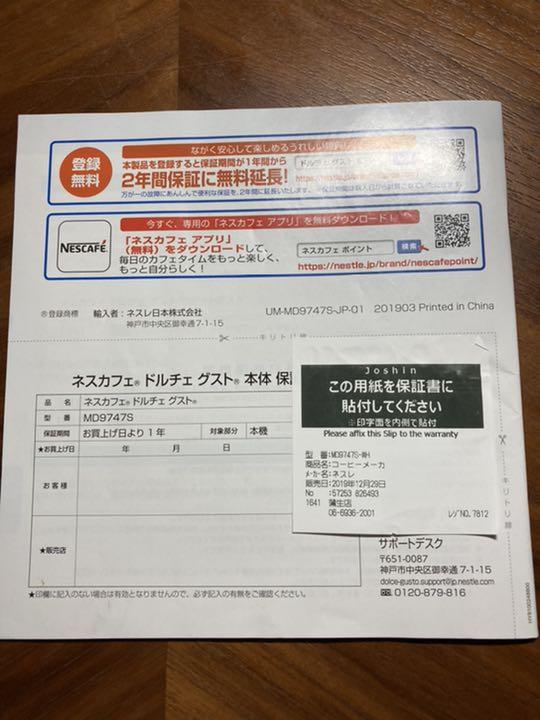 ながく安心して楽しめるうれしい特典
登録
無料
本製品を登録すると保証期間が1年間から
2年間保証に無料延長!
ドルチェ グスト
万が一の故障にあんしんで便利な保証を、2年間に延長いたします。
今すぐ、専用の「ネスカフェ アプリ」を無料ダウンロード!
NESCAFÉ
「ネスカフェ アプリ」
(無料)をダウンロードして、
毎日のカフェタイムをもっと楽しく、
もっと自分らしく!
ネスカフェ ポイント 検索
https://nestle.jp/brand/nescafepoint/
®登録商標 輸入者:ネスレ日本株式会社
神戸市中央区御幸通7-1-15
UM-MD9747S-JP-01 201903 Printed in China
キリトリ線
ネスカフェ® ドルチェ グスト® 本体 保
品 名 ネスカフェ® ドルチェ グスト®
型 番 MD9747S
保証期間 お買上げ日より1年 対象部分 本機
★お買上げ日 年 月 日
お客様
★販売店
★印欄に記入のない場合は有効となりませんので、必ず記入の有無をご確認ください。
Joshin
この用紙を保証書に
貼付してください
※印字面を内側で貼付
Please affix this Slip to the warranty
型 番:MD9747S-WH
商品名:コーヒーメーカ
メーカ名:ネスレ
販売日:2019年12月29日
No :57253 826493
1641 蒲生店
06-6936-2001
レジNO.7812
サポートデスク
〒651-0087
神戸市中央区御幸通7-1-15
dolce-gusto.support@jp.nestle.com
0120-879-816
キリトリ線